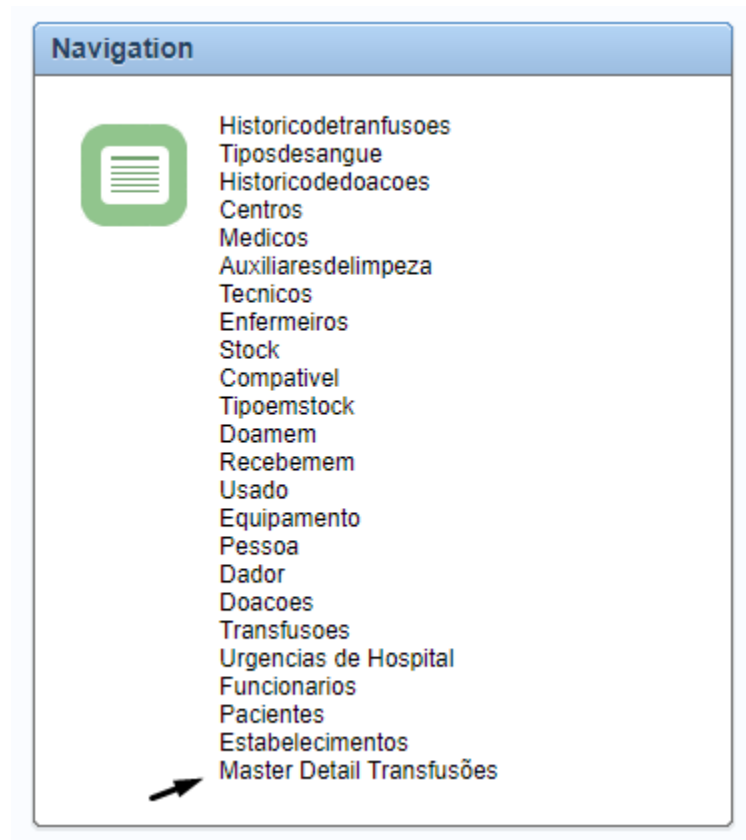 Navigation
Historicodetranfusoes
Tiposdesangue
Historicodedoacoes
Centros
Medicos
Auxiliaresdelimpeza
Tecnicos
Enfermeiros
Stock
Compativel
Tipoemstock
Doamem
Recebemem
Usado
Equipamento
Pessoa
Dador
Doacoes
Transfusoes
Urgencias de Hospital
Funcionarios
Pacientes
Estabelecimentos
Master Detail Transfusões